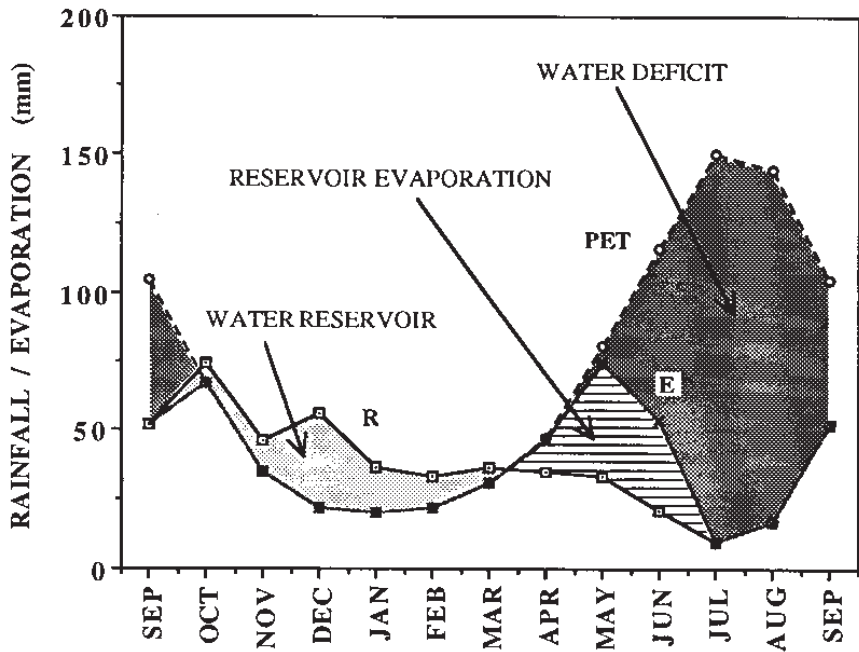 RAINFALL / EVAPORATION (mm)
200
150
100
50
0
WATER DEFICIT
RESERVOIR EVAPORATION
PET
WATER RESERVOIR
R
E
SEP
OCT
NOV
DEC
JAN
FEB
MAR
APR
MAY
JUN
JUL
AUG
SEP